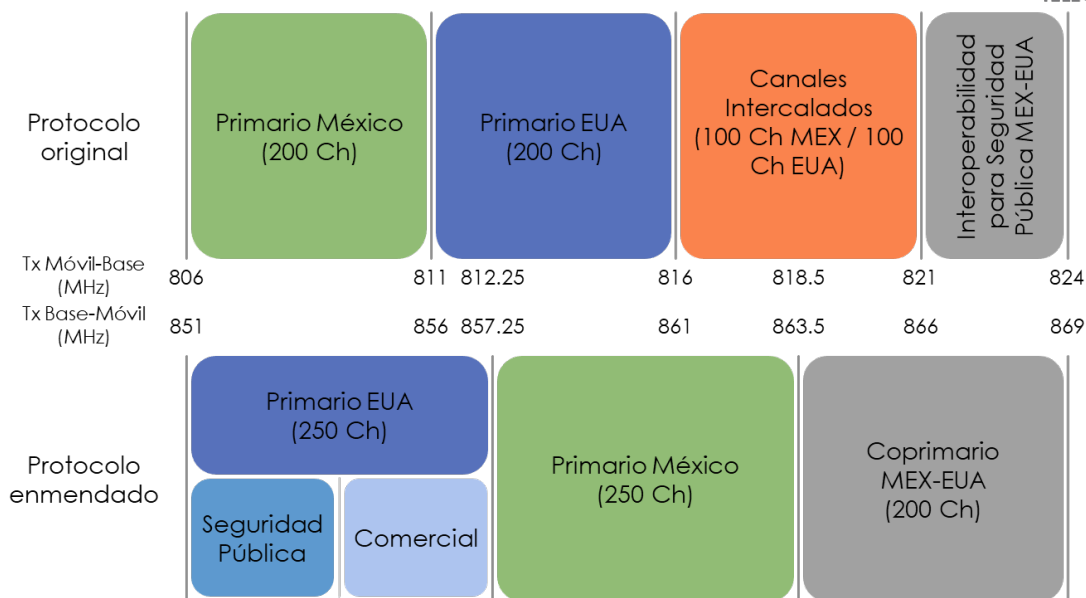 Protocolo
original
Primario México
(200 Ch)
Primario EUA
(200 Ch)
Canales
Intercalados
(100 Ch MEX / 100
Ch EUA)
Interoperabilidad
para Seguridad
Pública MEX-EUA
Tx Móvil-Base
(MHz)
806 811 812.25 816 818.5 821 824
Tx Base-Móvil
(MHz)
851 856 857.25 861 863.5 866 869
Protocolo
enmendado
Primario EUA
(250 Ch)
Seguridad
Pública
Comercial
Primario México
(250 Ch)
Coprimario
MEX-EUA
(200 Ch)